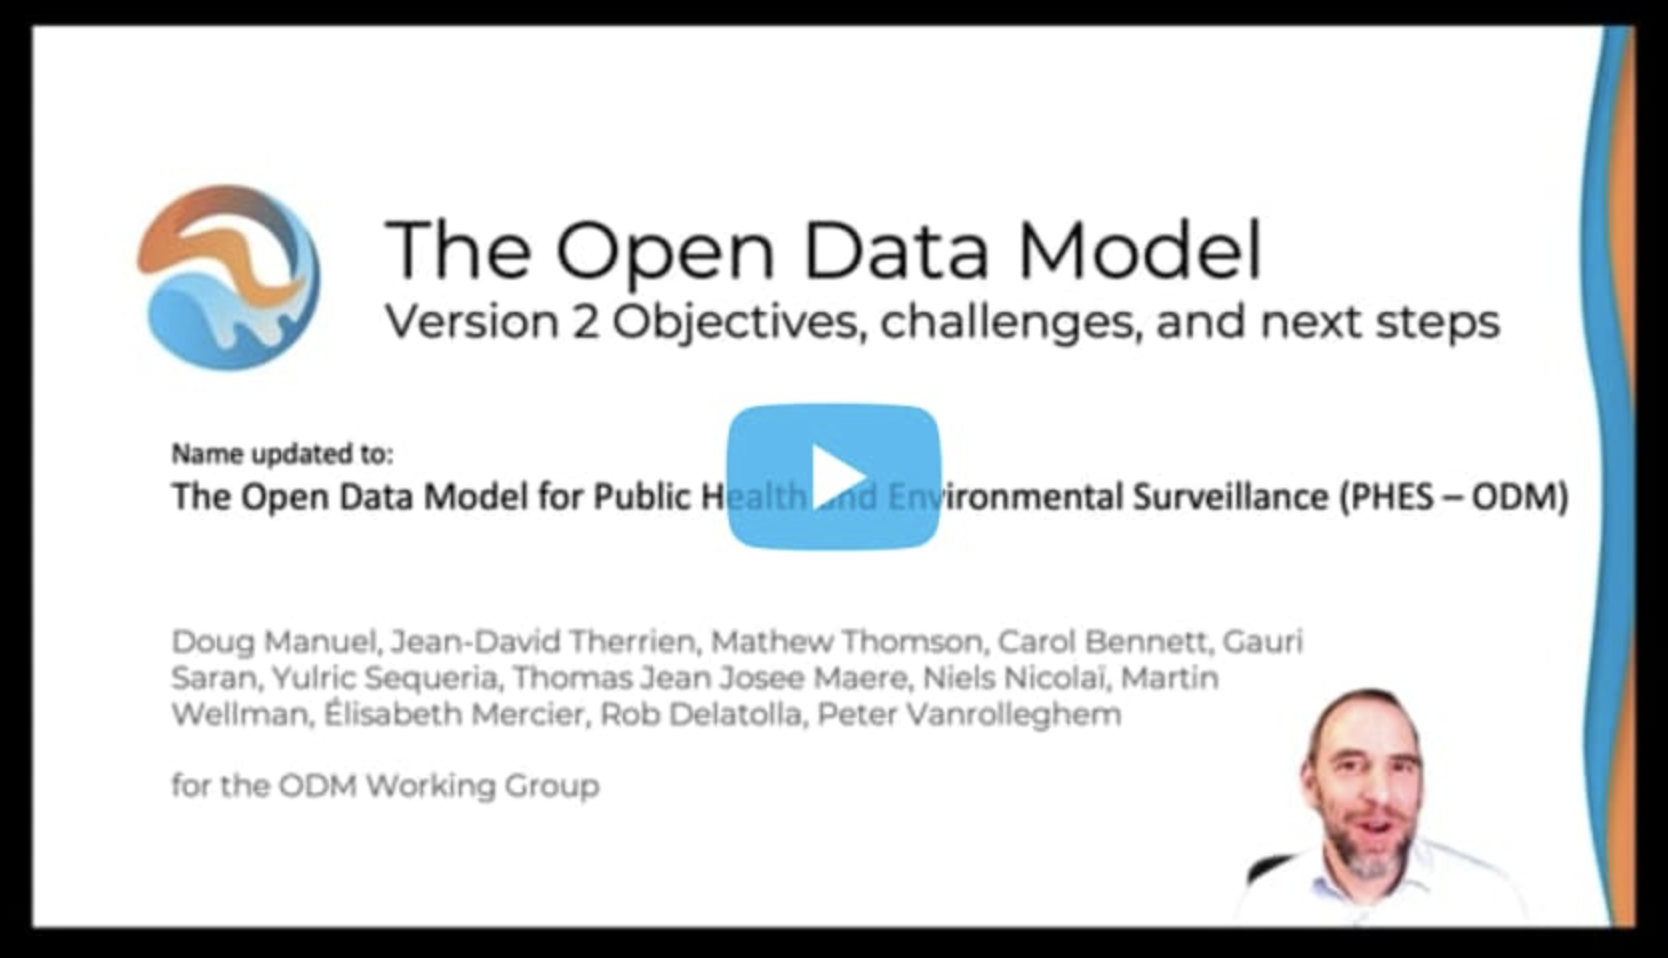 The Open Data Model
Version 2 Objectives, challenges, and next steps
Name updated to:
The Open Data Model for Public Health and Environmental Surveillance (PHES – ODM)
Doug Manuel, Jean-David Therrien, Mathew Thomson, Carol Bennett, Gauri
Saran, Yulric Sequeria, Thomas Jean Josee Maere, Niels Nicolaï, Martin
Wellman, Élisabeth Mercier, Rob Delatolla, Peter Vanrolleghem
for the ODM Working Group